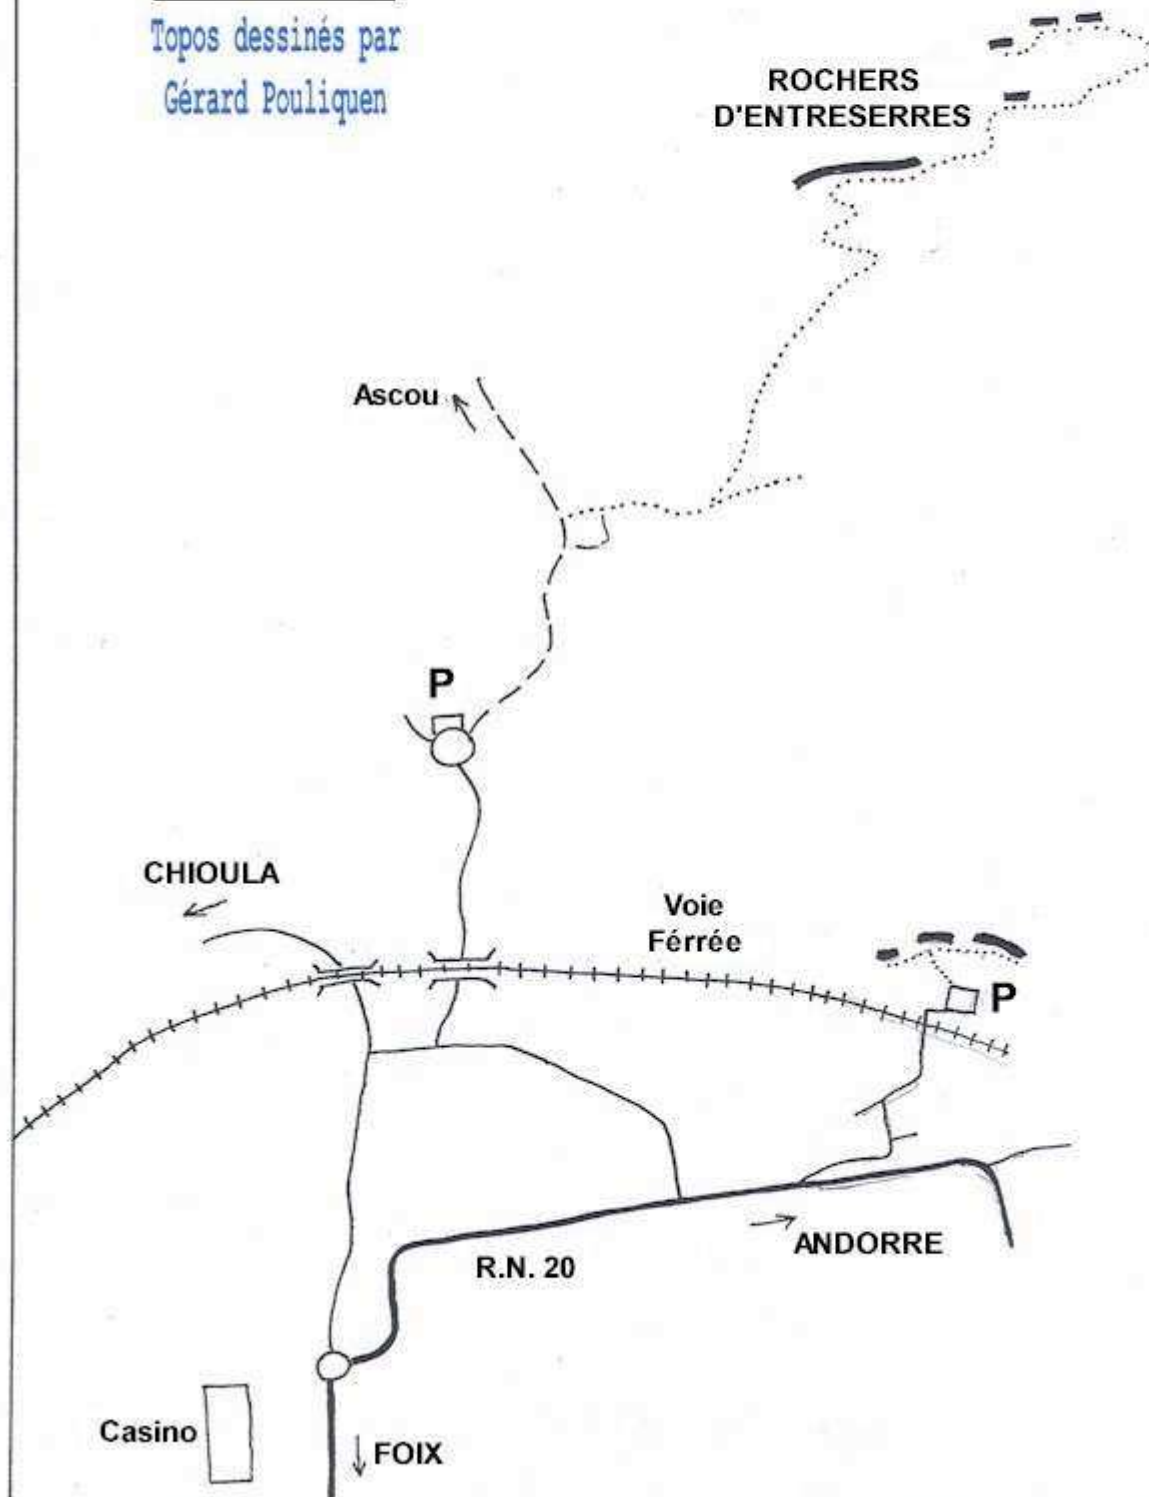 Topos dessinés par
Gérard Pouliquen
ROCHERS
D'ENTRESERRES
Ascou
P
CHIOULA
Voie
Férrée
P
ANDORRE
R.N. 20
Casino
FOIX